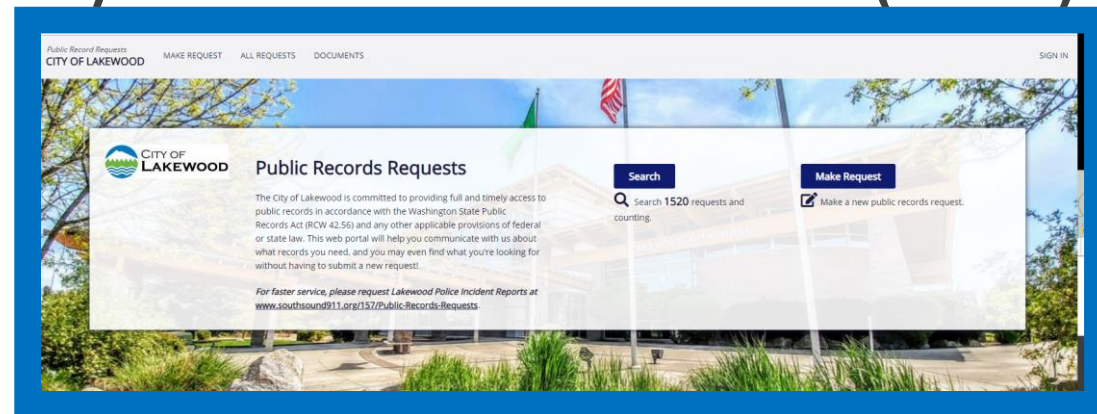 Public Record Requests
CITY OF LAKEWOOD
MAKE REQUEST
ALL REQUESTS
DOCUMENTS
SIGN IN
CITY OF
LAKEWOOD
Public Records Requests
The City of Lakewood is committed to providing full and timely access to
public records in accordance with the Washington State Public
Records Act (RCW 42.56) and any other applicable provisions of federal
or state law. This web portal will help you communicate with us about
what records you need, and you may even find what you're looking for
without having to submit a new request!
For faster service, please request Lakewood Police Incident Reports at
www.southsound911.org/157/Public-Records-Requests.
Search
Search 1520 requests and
counting.
Make Request
Make a new public records request.